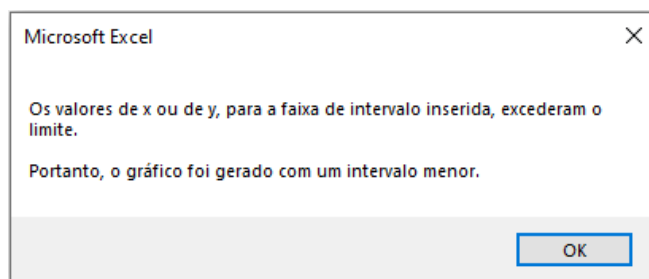 Microsoft Excel
Os valores de x ou de y, para a faixa de intervalo inserida, excederam o
limite.
Portanto, o gráfico foi gerado com um intervalo menor.
OK